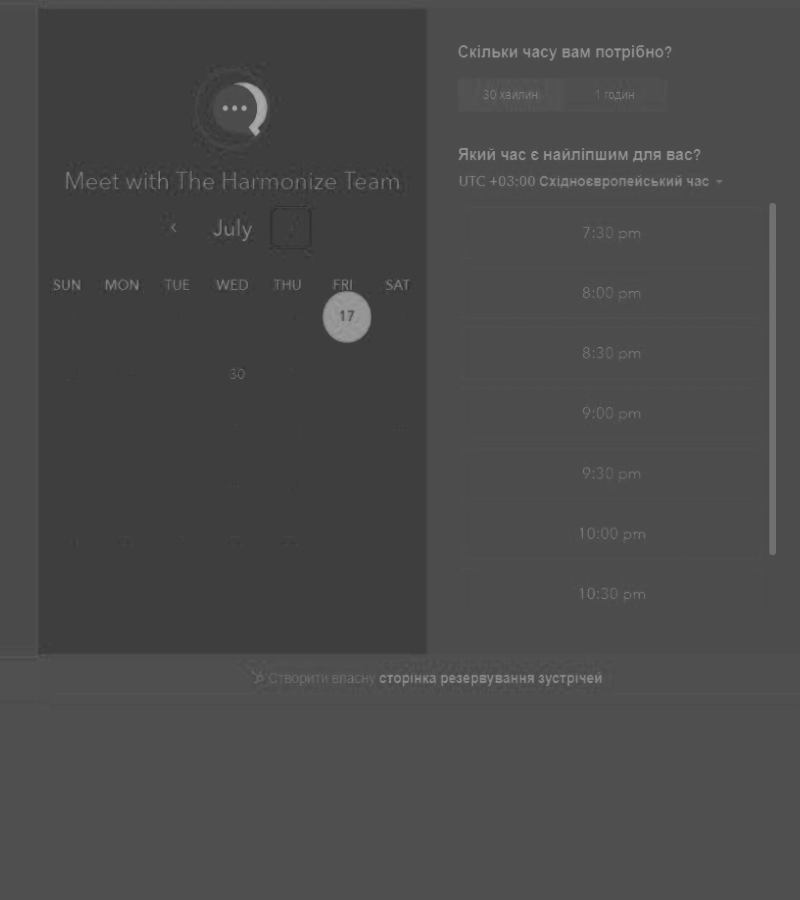 Meet with The Harmonize Team
July
SUN MON TUE WED THU FRI SAT
17
30
Скільки часу вам потрібно?
30 хвилин 1 годин
Який час є найліпшим для вас?
UTC +03:00 Східноєвропейський час
7:30 pm
8:00 pm
8:30 pm
9:00 pm
9:30 pm
10:00 pm
10:30 pm
Створити власну сторінка резервування зустрічей